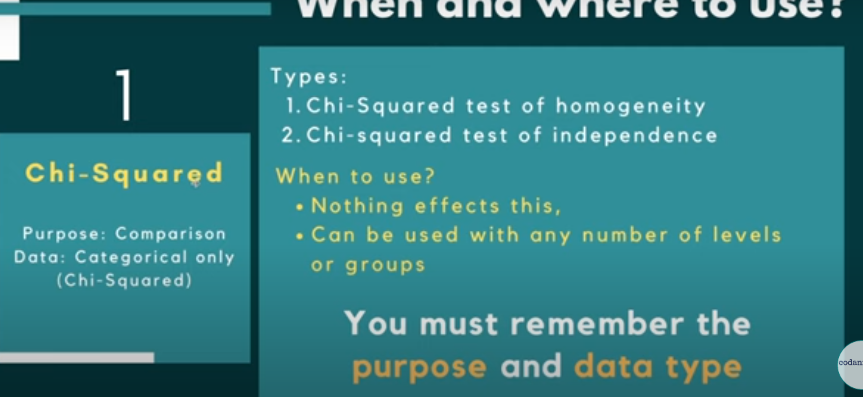 When and where to use?
1
Chi-Squared
Purpose: Comparison
Data: Categorical only
(Chi-Squared)
Types:
1. Chi-Squared test of homogeneity
2. Chi-squared test of independence
When to use?
• Nothing effects this,
• Can be used with any number of levels
or groups
You must remember the
purpose and data type